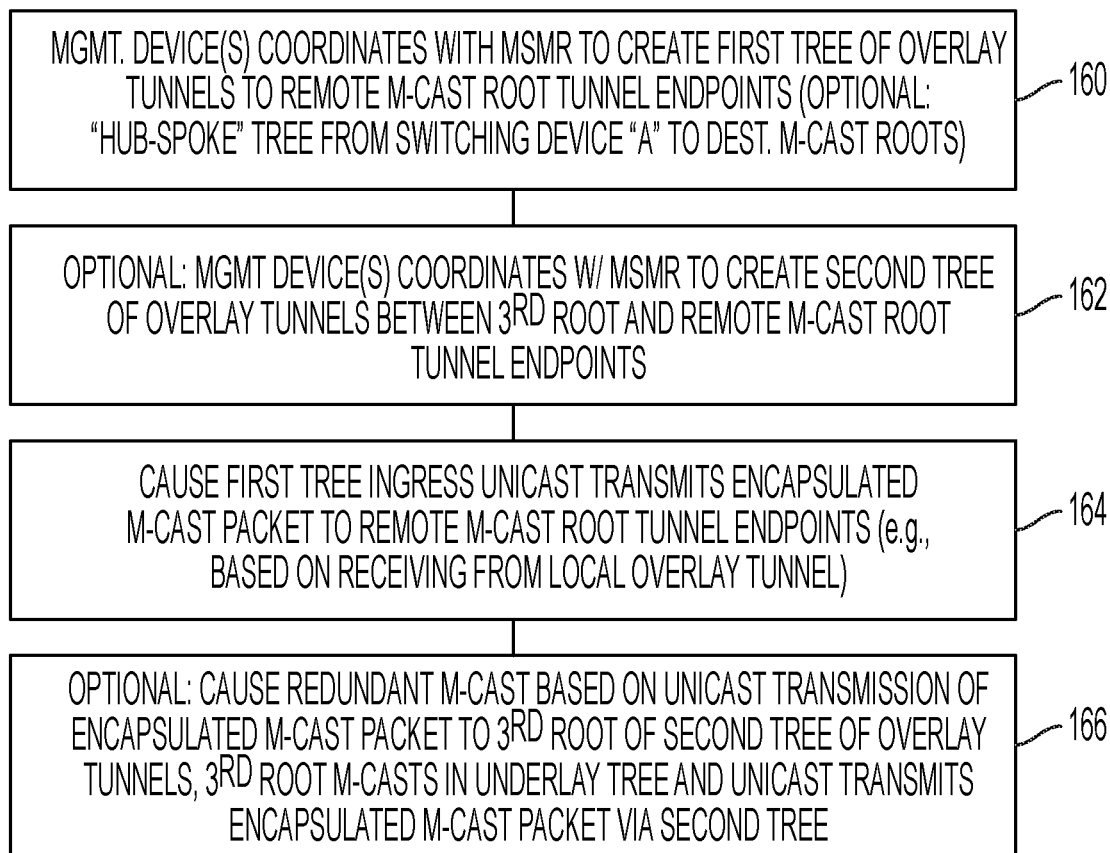 MGMT. DEVICE(S) COORDINATES WITH MSMR TO CREATE FIRST TREE OF OVERLAY
TUNNELS TO REMOTE M-CAST ROOT TUNNEL ENDPOINTS (OPTIONAL:
“HUB-SPOKE” TREE FROM SWITCHING DEVICE “A” TO DEST. M-CAST ROOTS)
160
OPTIONAL: MGMT DEVICE(S) COORDINATES W/ MSMR TO CREATE SECOND TREE
OF OVERLAY TUNNELS BETWEEN 3RD ROOT AND REMOTE M-CAST ROOT
TUNNEL ENDPOINTS
162
CAUSE FIRST TREE INGRESS UNICAST TRANSMITS ENCAPSULATED
M-CAST PACKET TO REMOTE M-CAST ROOT TUNNEL ENDPOINTS (e.g.,
BASED ON RECEIVING FROM LOCAL OVERLAY TUNNEL)
164
OPTIONAL: CAUSE REDUNDANT M-CAST BASED ON UNICAST TRANSMISSION OF
ENCAPSULATED M-CAST PACKET TO 3RD ROOT OF SECOND TREE OF OVERLAY
TUNNELS, 3RD ROOT M-CASTS IN UNDERLAY TREE AND UNICAST TRANSMITS
ENCAPSULATED M-CAST PACKET VIA SECOND TREE
166